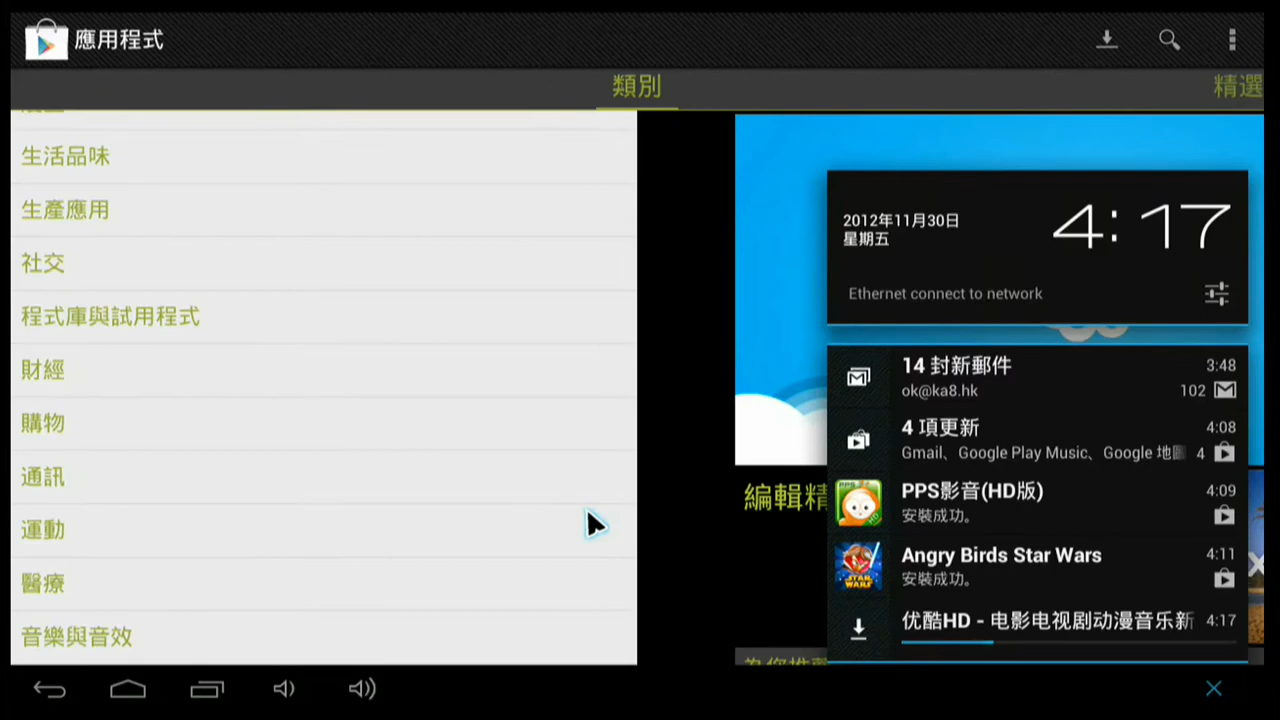 應用程式
類別
精選
生活品味
生產應用
社交
程式庫與試用程式
財經
購物
通訊
運動
醫療
音樂與音效
編輯精
2012年11月30日
星期五
4:17
Ethernet connect to network
14 封新郵件
3:48
ok@ka8.hk
102
4 項更新
4:08
Gmail、Google Play Music、Google 地圖
4
PPS影音(HD版)
4:09
安裝成功。
Angry Birds Star Wars
4:11
安裝成功。
优酷HD - 电影电视剧动漫音乐新
4:17